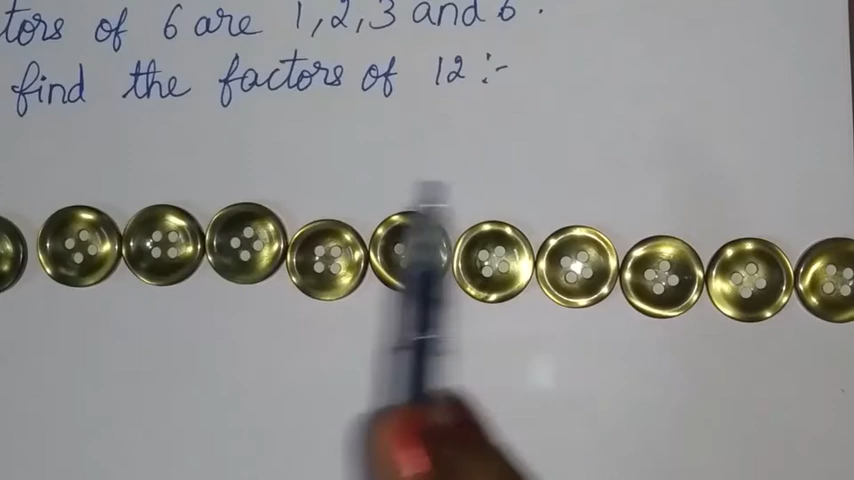 tors of 6 are 1, 2, 3 and 6 .
find the factors of 12 :-